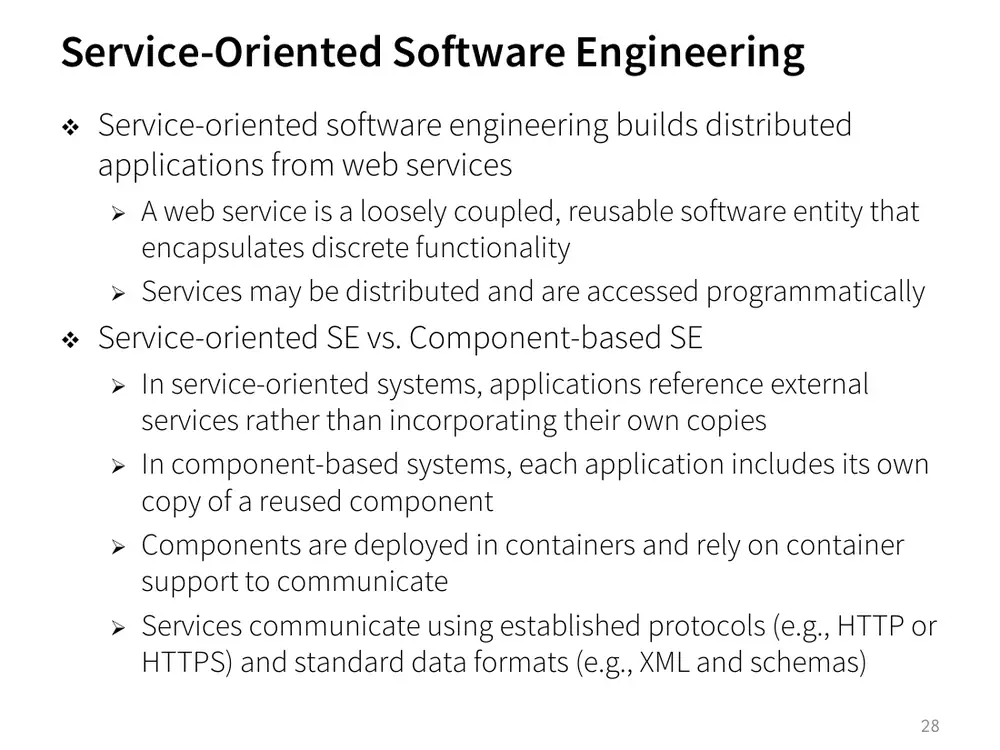 Service-Oriented Software Engineering
❖ Service-oriented software engineering builds distributed
applications from web services
➢ A web service is a loosely coupled, reusable software entity that
encapsulates discrete functionality
➢ Services may be distributed and are accessed programmatically
❖ Service-oriented SE vs. Component-based SE
➢ In service-oriented systems, applications reference external
services rather than incorporating their own copies
➢ In component-based systems, each application includes its own
copy of a reused component
➢ Components are deployed in containers and rely on container
support to communicate
➢ Services communicate using established protocols (e.g., HTTP or
HTTPS) and standard data formats (e.g., XML and schemas)
28